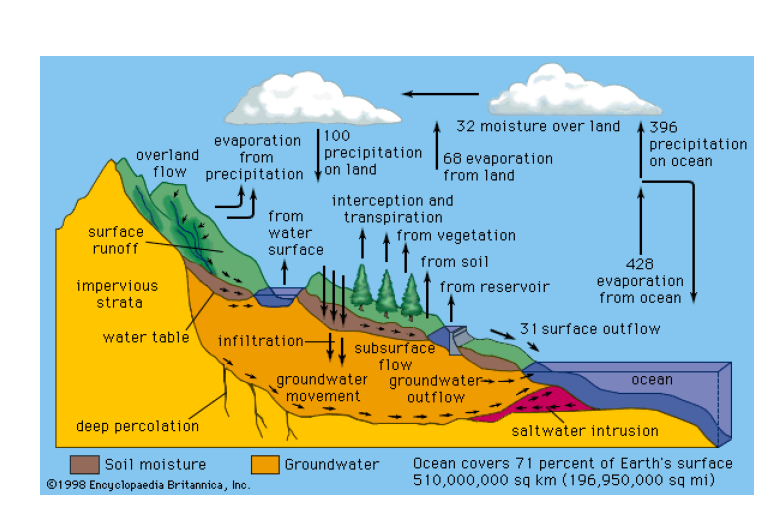 32 moisture over land
396
precipitation
on ocean
100
precipitation
on land
evaporation
from
precipitation
68 evaporation
from land
overland
flow
interception and
transpiration
from
water
surface
from vegetation
surface
runoff
from soil
428
evaporation
from ocean
from reservoir
impervious
strata
31 surface outflow
water table
infiltration
subsurface
flow
groundwater
movement
groundwater
outflow
ocean
deep percolation
saltwater intrusion
Soil moisture
Groundwater
Ocean covers 71 percent of Earth's surface
510,000,000 sq km (196,950,000 sq mi)
©1998 Encyclopaedia Britannica, Inc.